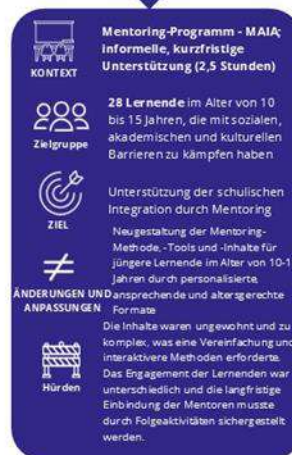 Mentoring-Programm - MAIA;
informelle, kurzfristige
Unterstützung (2,5 Stunden)
KONTEXT
28 Lernende im Alter von 10
bis 15 Jahren, die mit sozialen,
akademischen und kulturellen
Barrieren zu kämpfen haben
Zielgruppe
Unterstützung der schulischen
Integration durch Mentoring
ZIEL
Neugestaltung der Mentoring-
Methode, -Tools und -Inhalte für
jüngere Lernende im Alter von 10-1
Jahren durch personalisierte,
ansprechende und altersgerechte
Formate
ÄNDERUNGEN UND
ANPASSUNGEN
Die Inhalte waren ungewohnt und zu
komplex, was eine Vereinfachung und
interaktivere Methoden erforderte.
Das Engagement der Lernenden war
unterschiedlich und die langfristige
Einbindung der Mentoren musste
durch Folgeaktivitäten sichergestellt
werden.
Hürden